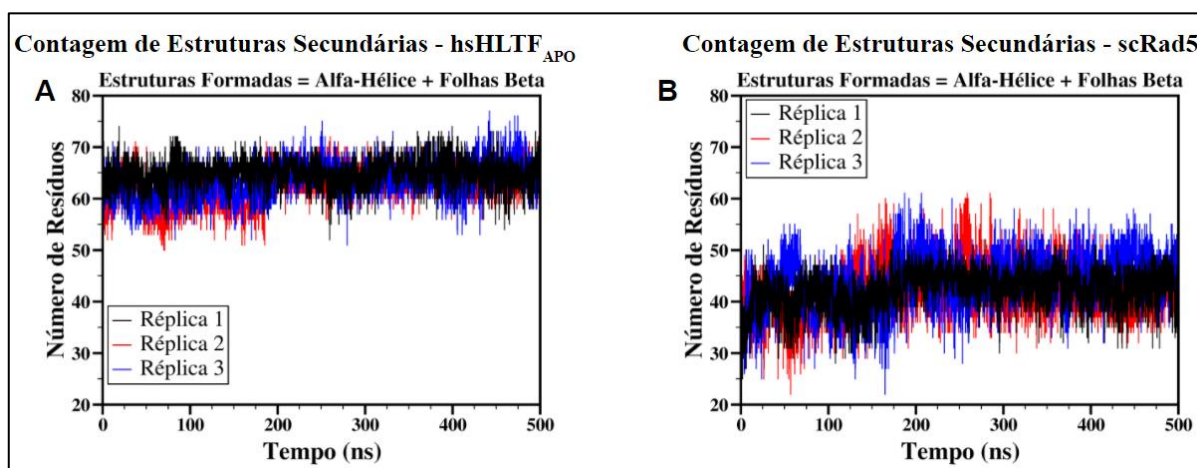 Contagem de Estruturas Secundárias - hsHLTF_APO
Estruturas Formadas = Alfa-Hélice + Folhas Beta
A
80
70
60
50
40
30
20
Número de Resíduos
Réplica 1
Réplica 2
Réplica 3
0 100 200 300 400 500
Tempo (ns)
Contagem de Estruturas Secundárias - scRad5
Estruturas Formadas = Alfa-Hélice + Folhas Beta
B
80
70
60
50
40
30
20
Número de Resíduos
Réplica 1
Réplica 2
Réplica 3
0 100 200 300 400 500
Tempo (ns)